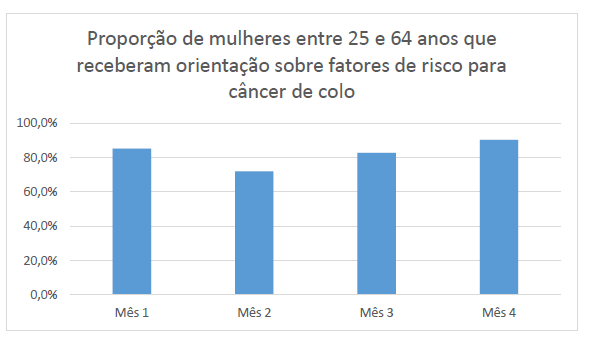 Proporção de mulheres entre 25 e 64 anos que
receberam orientação sobre fatores de risco para
câncer de colo
100,0%
80,0%
60,0%
40,0%
20,0%
0,0%
Mês 1 Mês 2 Mês 3 Mês 4